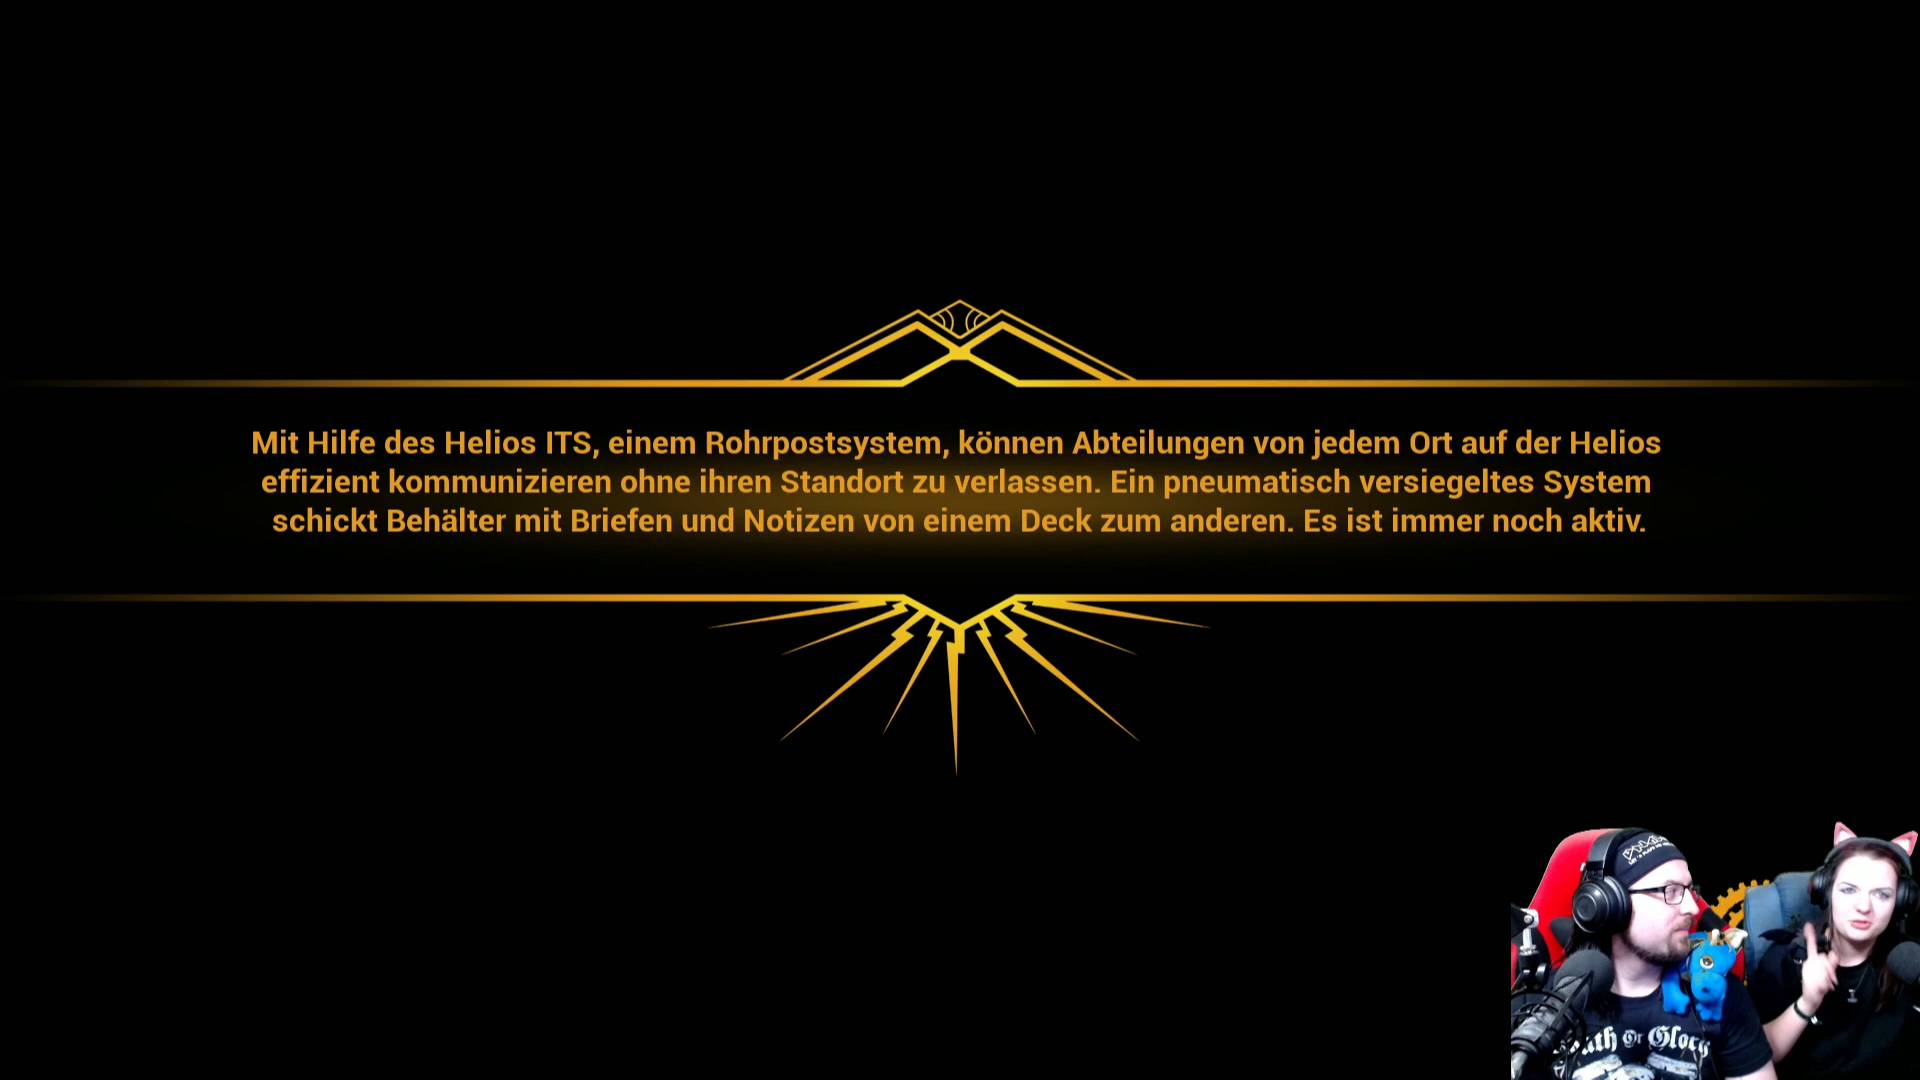 Mit Hilfe des Helios ITS, einem Rohrpostsystem, können Abteilungen von jedem Ort auf der Helios
effizient kommunizieren ohne ihren Standort zu verlassen. Ein pneumatisch versiegeltes System
schickt Behälter mit Briefen und Notizen von einem Deck zum anderen. Es ist immer noch aktiv.
or Glory